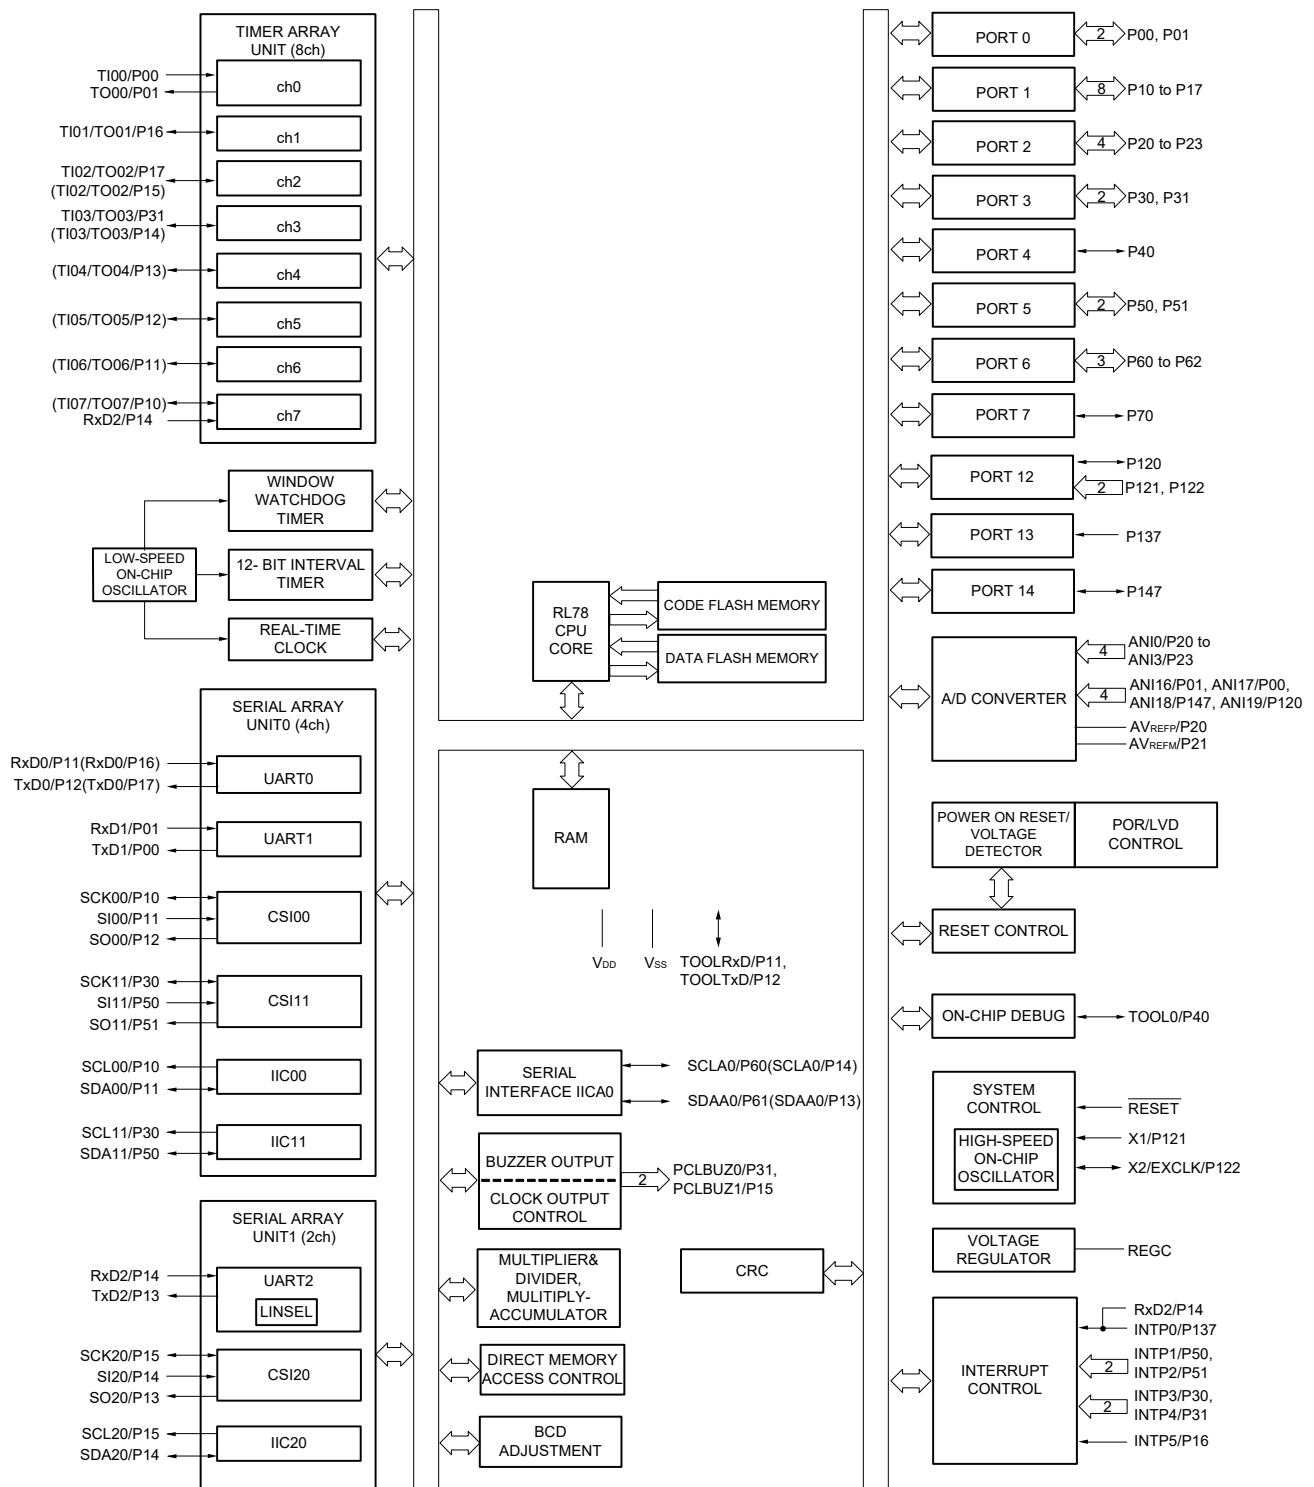 TIMER ARRAY
UNIT (8ch)
TI00/P00
TO00/P01
ch0
TI01/TO01/P16
ch1
TI02/TO02/P17
(TI02/TO02/P15)
ch2
TI03/TO03/P31
(TI03/TO03/P14)
ch3
(TI04/TO04/P13)
ch4
(TI05/TO05/P12)
ch5
(TI06/TO06/P11)
ch6
(TI07/TO07/P10)
RxD2/P14
ch7
WINDOW
WATCHDOG
TIMER
LOW-SPEED
ON-CHIP
OSCILLATOR
12- BIT INTERVAL
TIMER
REAL-TIME
CLOCK
SERIAL ARRAY
UNIT0 (4ch)
RxD0/P11(RxD0/P16)
TxD0/P12(TxD0/P17)
UART0
RxD1/P01
TxD1/P00
UART1
SCK00/P10
SI00/P11
SO00/P12
CSI00
SCK11/P30
SI11/P50
SO11/P51
CSI11
SCL00/P10
SDA00/P11
IIC00
SCL11/P30
SDA11/P50
IIC11
SERIAL ARRAY
UNIT1 (2ch)
RxD2/P14
TxD2/P13
UART2
LINSEL
SCK20/P15
SI20/P14
SO20/P13
CSI20
SCL20/P15
SDA20/P14
IIC20
RL78
CPU
CORE
CODE FLASH MEMORY
DATA FLASH MEMORY
RAM
VDD
VSS
TOOLRxD/P11,
TOOLTxD/P12
SERIAL
INTERFACE IICA0
SCLA0/P60(SCLA0/P14)
SDAA0/P61(SDAA0/P13)
BUZZER OUTPUT
CLOCK OUTPUT
CONTROL
2
PCLBUZ0/P31,
PCLBUZ1/P15
MULTIPLIER&
DIVIDER,
MULITIPLY-
ACCUMULATOR
CRC
DIRECT MEMORY
ACCESS CONTROL
BCD
ADJUSTMENT
PORT 0
2
P00, P01
PORT 1
8
P10 to P17
PORT 2
4
P20 to P23
PORT 3
2
P30, P31
PORT 4
P40
PORT 5
2
P50, P51
PORT 6
3
P60 to P62
PORT 7
P70
PORT 12
P120
2
P121, P122
PORT 13
P137
PORT 14
P147
A/D CONVERTER
4
ANI0/P20 to
ANI3/P23
4
ANI16/P01, ANI17/P00,
ANI18/P147, ANI19/P120
AVREFP/P20
AVREFM/P21
POWER ON RESET/
VOLTAGE
DETECTOR
POR/LVD
CONTROL
RESET CONTROL
ON-CHIP DEBUG
TOOL0/P40
SYSTEM
CONTROL
HIGH-SPEED
ON-CHIP
OSCILLATOR
RESET
X1/P121
X2/EXCLK/P122
VOLTAGE
REGULATOR
REGC
INTERRUPT
CONTROL
RxD2/P14
INTP0/P137
2
INTP1/P50,
INTP2/P51
2
INTP3/P30,
INTP4/P31
INTP5/P16